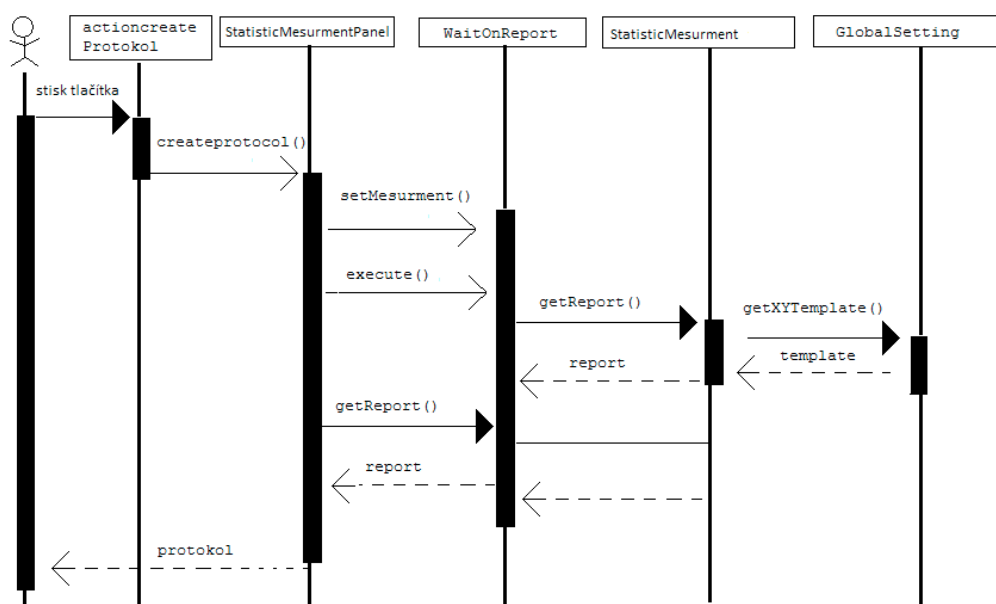 actioncreate
Protokol
StatisticMesurmentPanel
WaitOnReport
StatisticMesurment
GlobalSetting
stisk tlačítka
createprotocol()
setMesurment()
execute()
getReport()
getXYTemplate()
template
report
getReport()
report
protokol